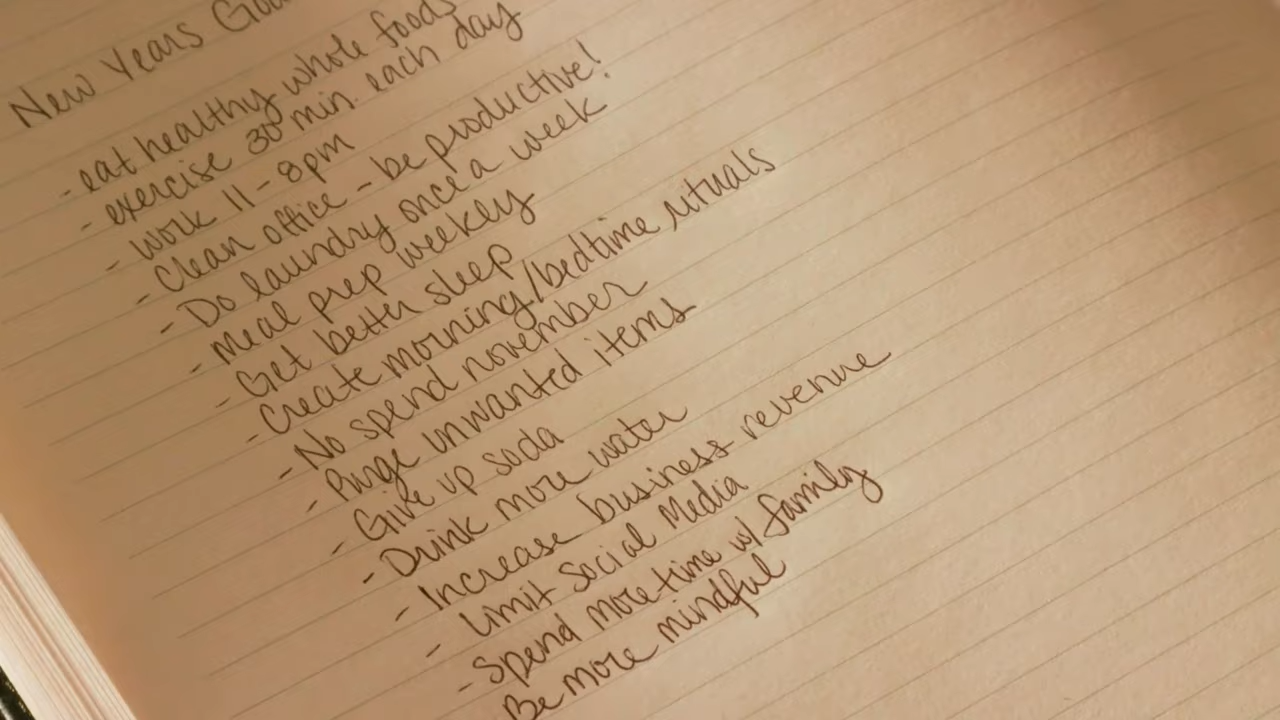 New Years Goa
- eat healthy whole foods
- exercise 30 min each day
- work 11-8pm
- Clean office - be productive!
- Do laundry once a week
- Meal prep weekly
- Get better sleep
- Create morning/bedtime rituals
- No spend november
- Purge unwanted items
- Give up soda
- Drink more water
- Increase business revenue
- Limit Social Media
- Spend more time w/ family
Be more mindful